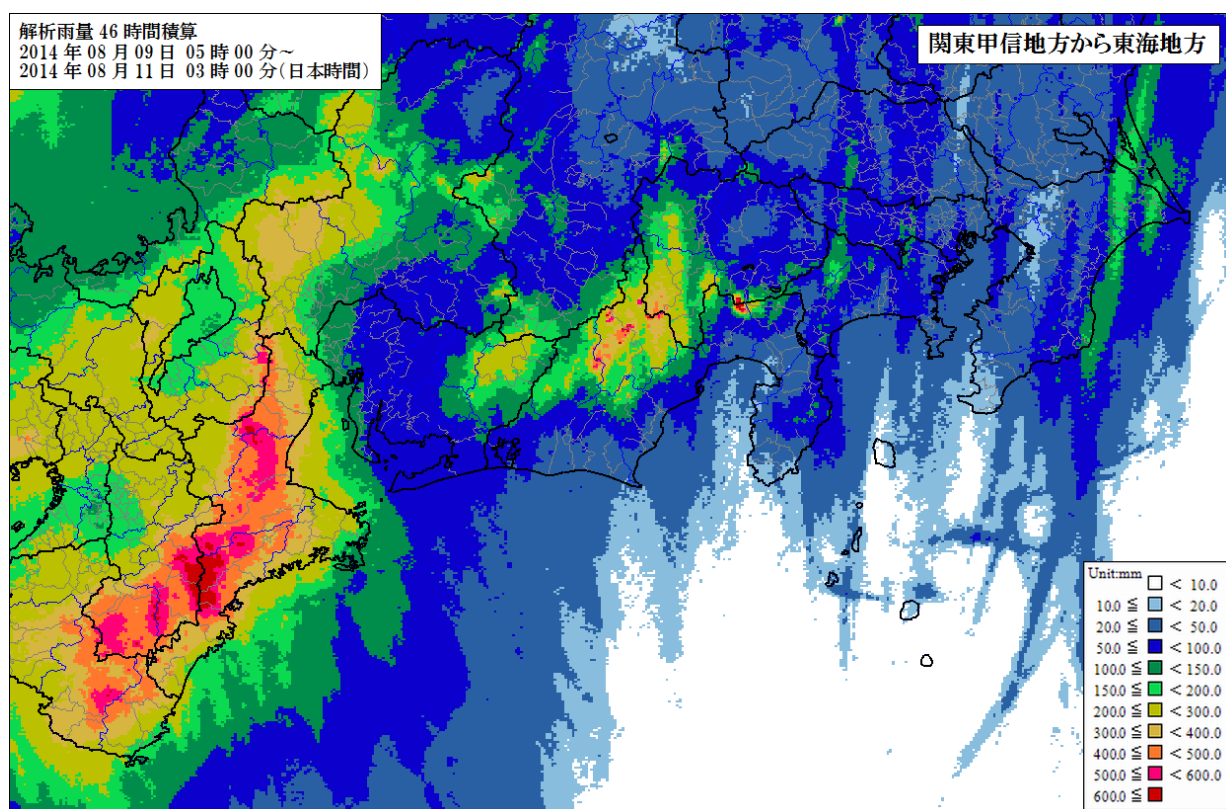 解析雨量 46 時間積算
2014 年 08 月 09 日 05 時 00 分～
2014 年 08 月 11 日 03 時 00 分(日本時間)
関東甲信地方から東海地方
Unit:mm
< 10.0
10.0 ≦ < 20.0
20.0 ≦ < 50.0
50.0 ≦ < 100.0
100.0 ≦ < 150.0
150.0 ≦ < 200.0
200.0 ≦ < 300.0
300.0 ≦ < 400.0
400.0 ≦ < 500.0
500.0 ≦ < 600.0
600.0 ≦